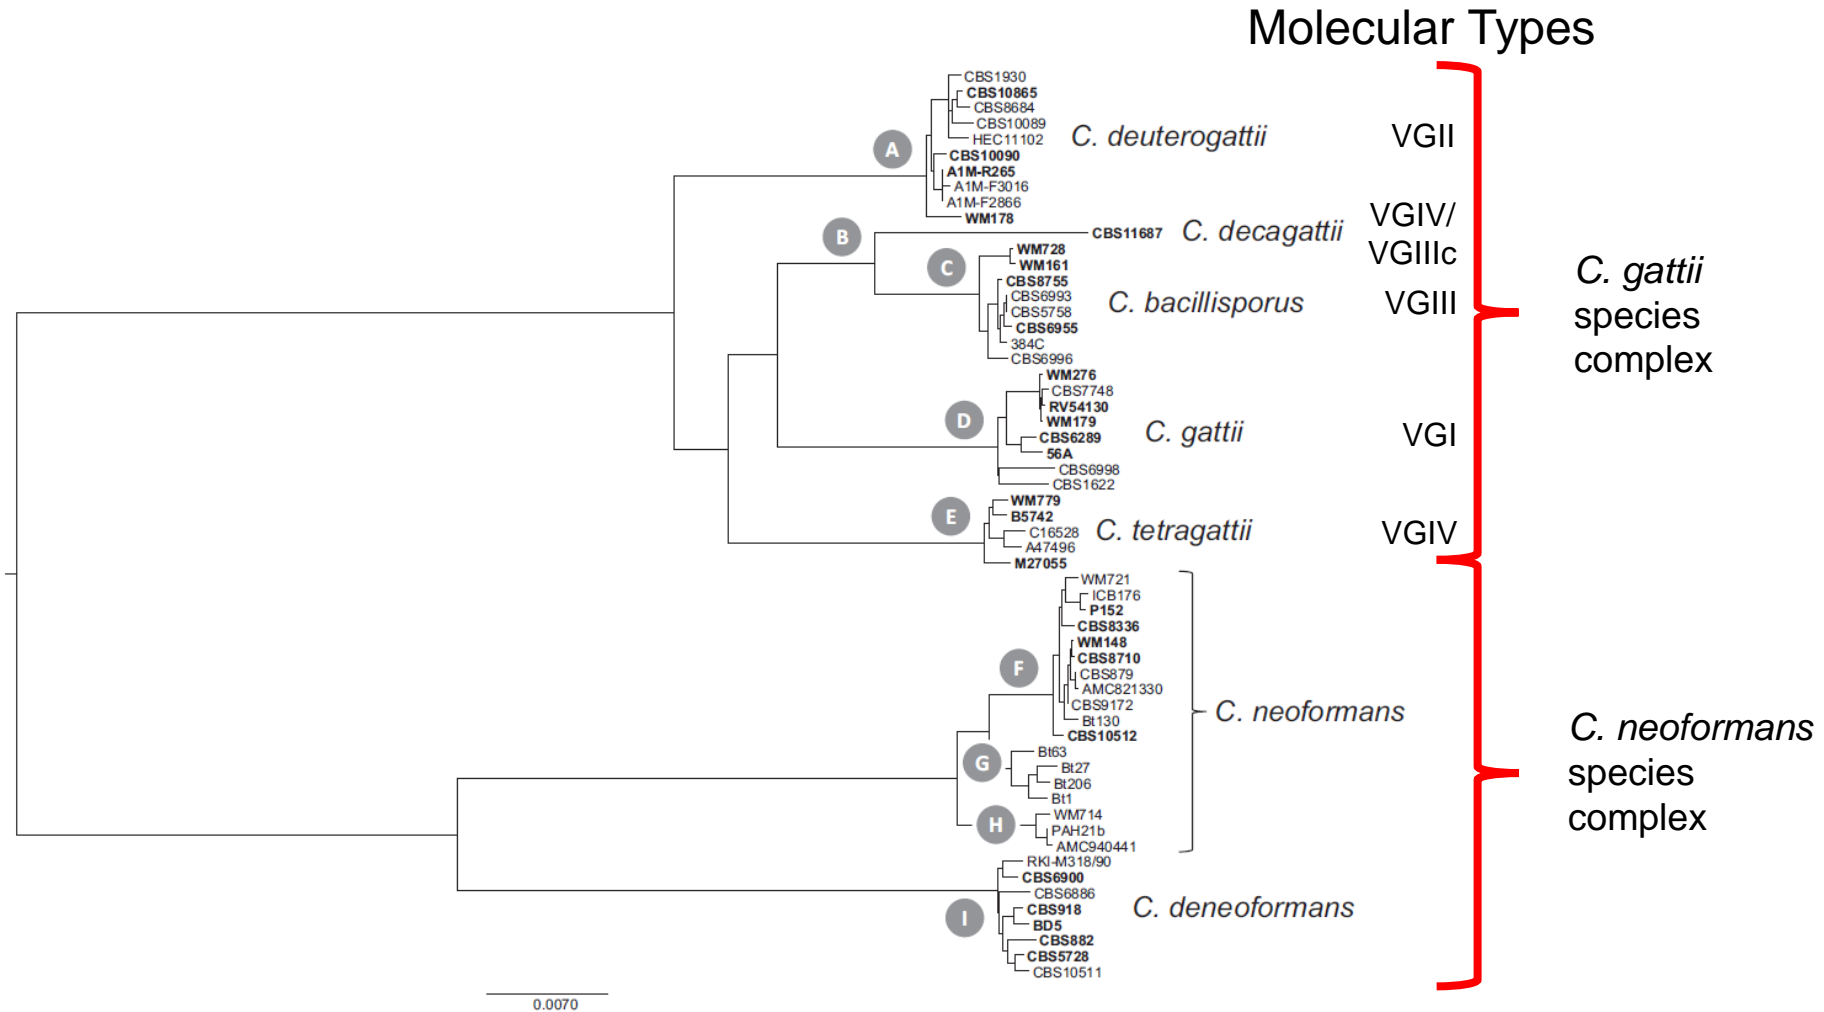 Molecular Types
CBS1930
CBS10865
CBS8684
CBS10089
HEC11102
A
C. deuterogattii
VGII
CBS10090
A1M-R265
A1M-F3016
A1M-F2866
WM178
B
CBS11687
C. decagattii
VGIV/
VGIIIc
C
WM728
WM161
CBS8755
CBS6993
CBS5758
CBS6955
384C
CBS6996
C. bacillisporus
VGIII
C. gattii
species
complex
WM276
CBS7748
RV54130
WM179
CBS6289
56A
CBS6998
CBS1622
D
C. gattii
VGI
WM779
B5742
C16528
A47496
M27055
E
C. tetragattii
VGIV
WM721
ICB176
P152
CBS8336
WM148
CBS8710
CBS879
AMC821330
CBS9172
Bt130
CBS10512
F
C. neoformans
G
Bt63
Bt27
Bt206
Bt1
H
WM714
PAH21b
AMC940441
C. neoformans
species
complex
RKI-M318/90
CBS6900
CBS6886
CBS918
BD5
CBS882
CBS5728
CBS10511
I
C. deneoformans
0.0070